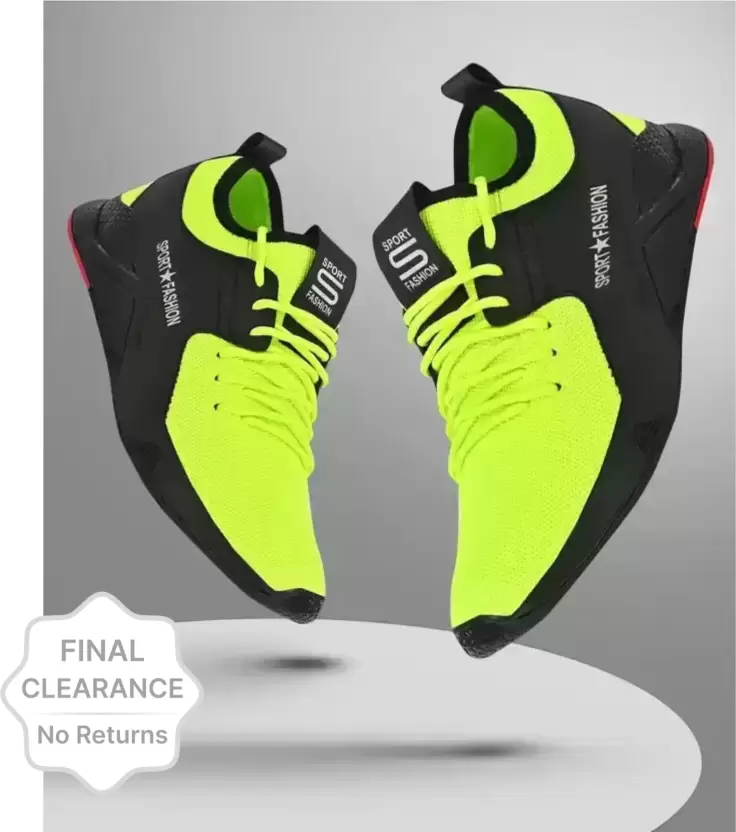 SPORT
S
FASHION
SPORT★FASHION
SPORT
S
FASHION
SPORT★FASHION
FINAL
CLEARANCE
No Returns